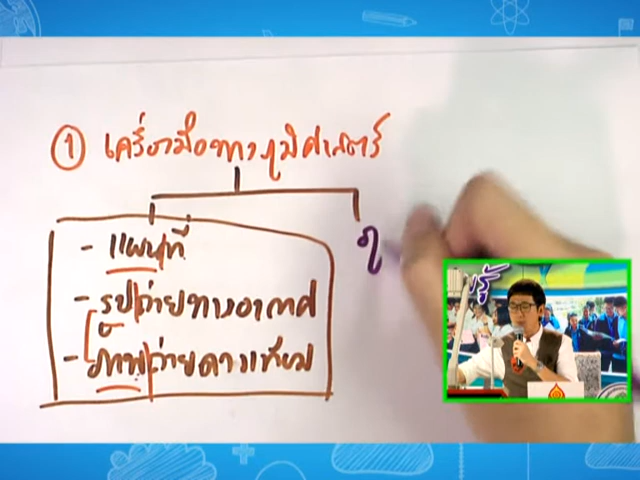 ① เครื่องมือทางภูมิศาสตร์
- แผนที่
- รูปถ่ายทางอากาศ
- ภาพถ่ายดาวเทียม